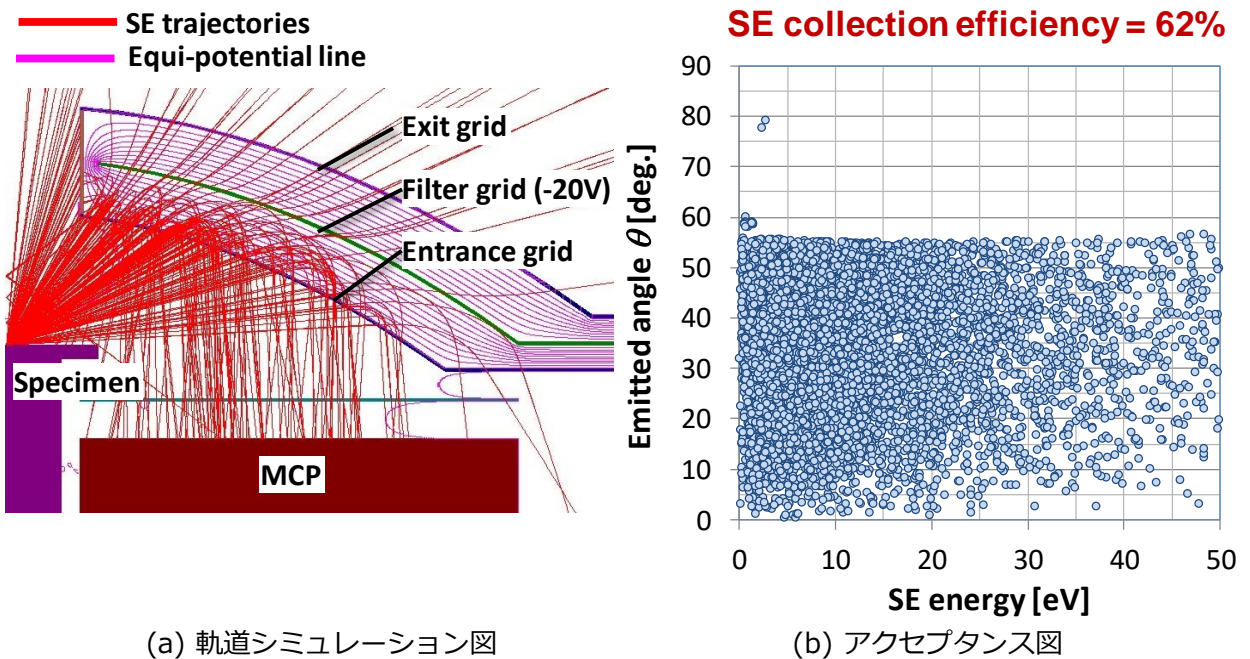 SE trajectories
Equi-potential line
Exit grid
Filter grid (-20V)
Entrance grid
Specimen
MCP
(a) 軌道シミュレーション図
SE collection efficiency = 62%
90
80
70
60
50
40
30
20
10
0
Emitted angle θ [deg.]
0 10 20 30 40 50
SE energy [eV]
(b) アクセプタンス図